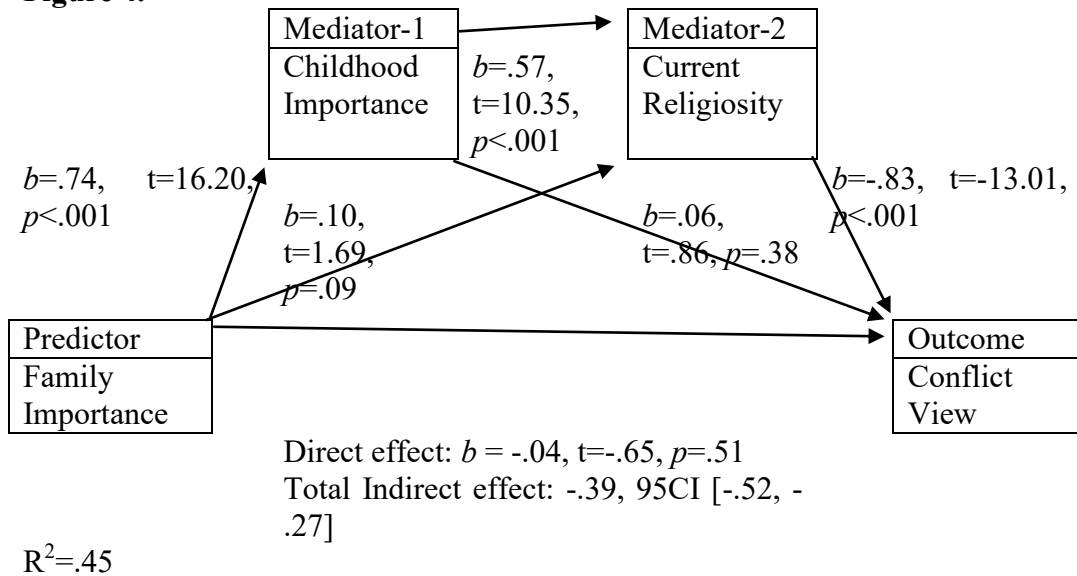 Figure 4.
Mediator-1
Childhood
Importance
Mediator-2
Current
Religiosity
b=.57,
t=10.35,
p<.001
b=.74, t=16.20,
p<.001
b=.10,
t=1.69,
p=.09
b=.06,
t=.86, p=.38
b=-.83, t=-13.01,
p<.001
Predictor
Family
Importance
Outcome
Conflict
View
Direct effect: b = -.04, t=-.65, p=.51
Total Indirect effect: -.39, 95CI [-.52, -
.27]
R²=.45